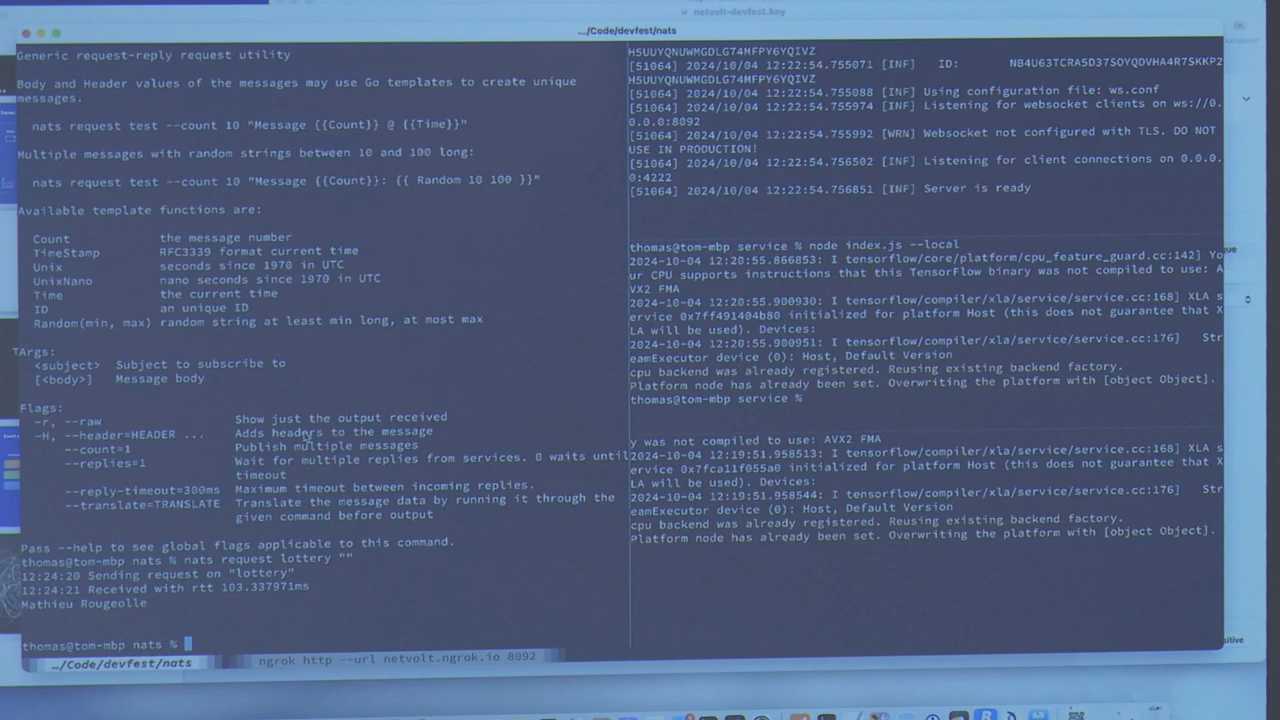 netvolt-devfest.key
.../Code/devfest/nats
Generic request-reply request utility
Body and Header values of the messages may use Go templates to create unique
messages.
nats request test --count 10 "Message {{Count}} @ {{Time}}"
Multiple messages with random strings between 10 and 100 long:
nats request test --count 10 "Message {{Count}}: {{ Random 10 100 }}"
Available template functions are:
Count the message number
TimeStamp RFC3339 format current time
Unix seconds since 1970 in UTC
UnixNano nano seconds since 1970 in UTC
Time the current time
ID an unique ID
Random(min, max) random string at least min long, at most max
Args:
<subject> Subject to subscribe to
[<body>] Message body
Flags:
-r, --raw Show just the output received
-H, --header=HEADER ... Adds headers to the message
--count=1 Publish multiple messages
--replies=1 Wait for multiple replies from services. 0 waits until
timeout
--reply-timeout=300ms Maximum timeout between incoming replies.
--translate=TRANSLATE Translate the message data by running it through the
given command before output
Pass --help to see global flags applicable to this command.
thomas@tom-mbp nats % nats request lottery ""
12:24:20 Sending request on "lottery"
12:24:21 Received with rtt 103.337971ms
Mathieu Rougeolle
thomas@tom-mbp nats %
H5UUYQNUWMGDLG74MFPY6YQIVZ
[51064] 2024/10/04 12:22:54.755071 [INF] ID: NB4U63TCRA5D37SOYQDVHA4R7SKKP2
H5UUYQNUWMGDLG74MFPY6YQIVZ
[51064] 2024/10/04 12:22:54.755088 [INF] Using configuration file: ws.conf
[51064] 2024/10/04 12:22:54.755974 [INF] Listening for websocket clients on ws://0.
0.0.0:8092
[51064] 2024/10/04 12:22:54.755992 [WRN] Websocket not configured with TLS. DO NOT
USE IN PRODUCTION!
[51064] 2024/10/04 12:22:54.756502 [INF] Listening for client connections on 0.0.0.
0:4222
[51064] 2024/10/04 12:22:54.756851 [INF] Server is ready
thomas@tom-mbp service % node index.js --local
2024-10-04 12:20:55.866853: I tensorflow/core/platform/cpu_feature_guard.cc:142] Yo
ur CPU supports instructions that this TensorFlow binary was not compiled to use: A
VX2 FMA
2024-10-04 12:20:55.900930: I tensorflow/compiler/xla/service/service.cc:168] XLA s
ervice 0x7ff491404b80 initialized for platform Host (this does not guarantee that X
LA will be used). Devices:
2024-10-04 12:20:55.900951: I tensorflow/compiler/xla/service/service.cc:176] Str
eamExecutor device (0): Host, Default Version
cpu backend was already registered. Reusing existing backend factory.
Platform node has already been set. Overwriting the platform with [object Object].
thomas@tom-mbp service %
y was not compiled to use: AVX2 FMA
2024-10-04 12:19:51.958513: I tensorflow/compiler/xla/service/service.cc:168] XLA s
ervice 0x7fca11f055a0 initialized for platform Host (this does not guarantee that X
LA will be used). Devices:
2024-10-04 12:19:51.958544: I tensorflow/compiler/xla/service/service.cc:176] Str
eamExecutor device (0): Host, Default Version
cpu backend was already registered. Reusing existing backend factory.
Platform node has already been set. Overwriting the platform with [object Object].
.../Code/devfest/nats
ngrok http --url netvolt.ngrok.io 8092